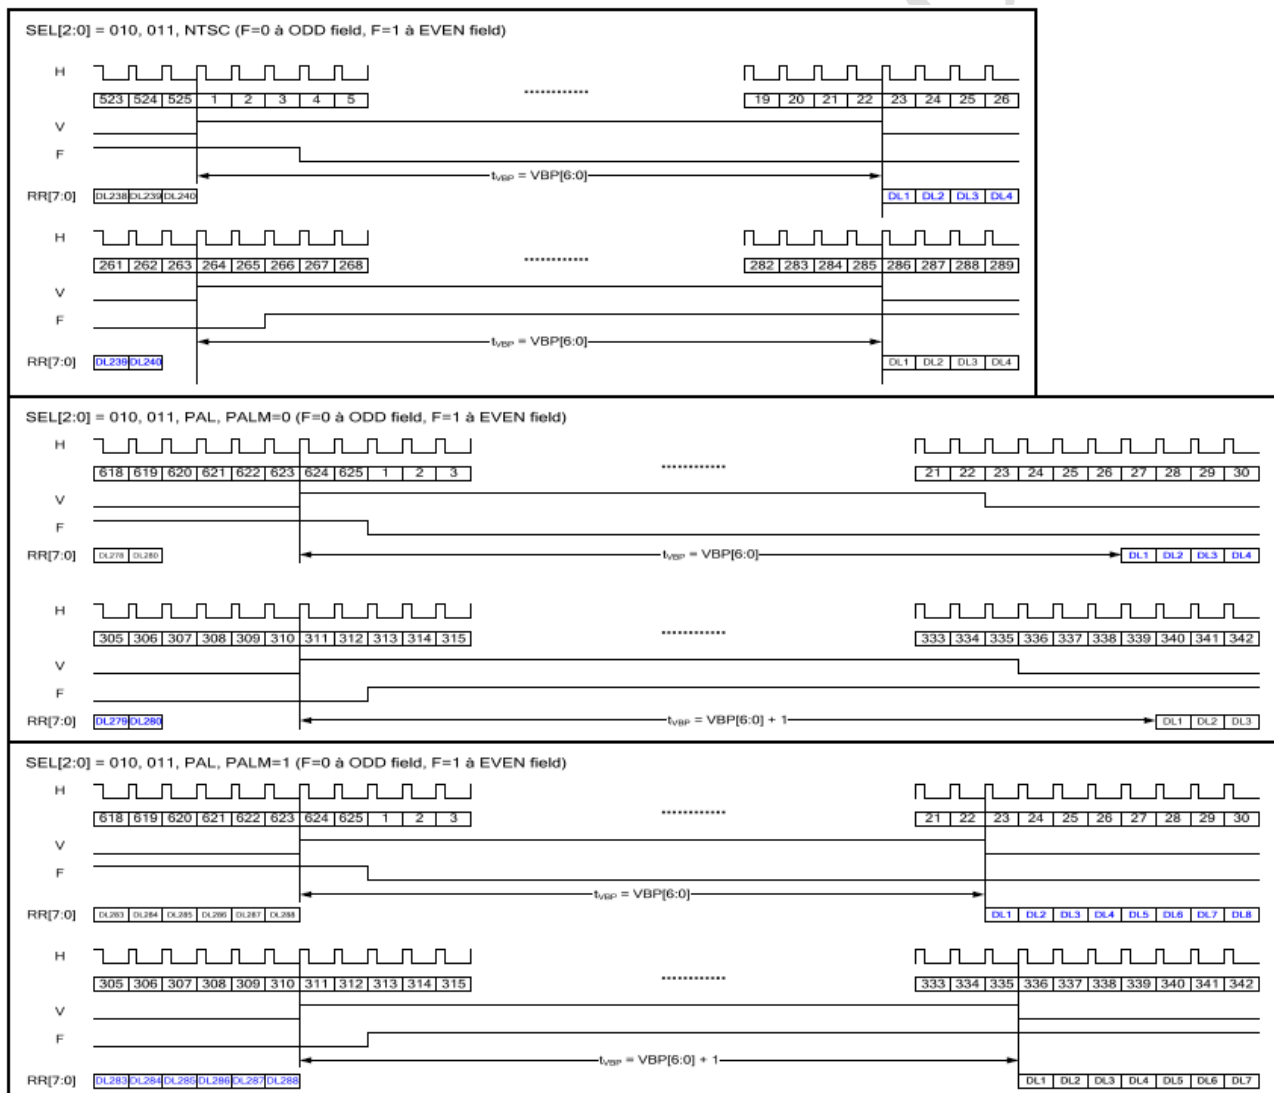 SEL[2:0] = 010, 011, NTSC (F=0 à ODD field, F=1 à EVEN field)
H
523 524 525 1 2 3 4 5 ............ 19 20 21 22 23 24 25 26
V
F
tVBP = VBP[6:0]
RR[7:0] DL238 DL239 DL240 DL1 DL2 DL3 DL4
H
261 262 263 264 265 266 267 268 ............ 282 283 284 285 286 287 288 289
V
F
tVBP = VBP[6:0]
RR[7:0] DL239 DL240 DL1 DL2 DL3 DL4
SEL[2:0] = 010, 011, PAL, PALM=0 (F=0 à ODD field, F=1 à EVEN field)
H
618 619 620 621 622 623 624 625 1 2 3 ............ 21 22 23 24 25 26 27 28 29 30
V
F
RR[7:0] DL278 DL280 tVBP = VBP[6:0] DL1 DL2 DL3 DL4
H
305 306 307 308 309 310 311 312 313 314 315 ............ 333 334 335 336 337 338 339 340 341 342
V
F
RR[7:0] DL279 DL280 tVBP = VBP[6:0] + 1 DL1 DL2 DL3
SEL[2:0] = 010, 011, PAL, PALM=1 (F=0 à ODD field, F=1 à EVEN field)
H
618 619 620 621 622 623 624 625 1 2 3 ............ 21 22 23 24 25 26 27 28 29 30
V
F
tVBP = VBP[6:0]
RR[7:0] DL283 DL284 DL285 DL286 DL287 DL288 DL1 DL2 DL3 DL4 DL5 DL6 DL7 DL8
H
305 306 307 308 309 310 311 312 313 314 315 ............ 333 334 335 336 337 338 339 340 341 342
V
F
tVBP = VBP[6:0] + 1
RR[7:0] DL283 DL284 DL285 DL286 DL287 DL288 DL1 DL2 DL3 DL4 DL5 DL6 DL7